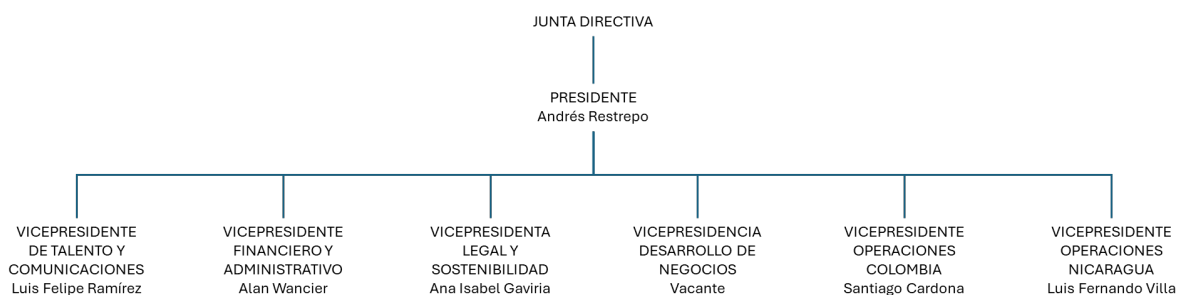 JUNTA DIRECTIVA
PRESIDENTE
Andrés Restrepo
VICEPRESIDENTE
DE TALENTO Y
COMUNICACIONES
Luis Felipe Ramírez
VICEPRESIDENTE
FINANCIERO Y
ADMINISTRATIVO
Alan Wancier
VICEPRESIDENTA
LEGAL Y
SOSTENIBILIDAD
Ana Isabel Gaviria
VICEPRESIDENCIA
DESARROLLO DE
NEGOCIOS
Vacante
VICEPRESIDENTE
OPERACIONES
COLOMBIA
Santiago Cardona
VICEPRESIDENTE
OPERACIONES
NICARAGUA
Luis Fernando Villa